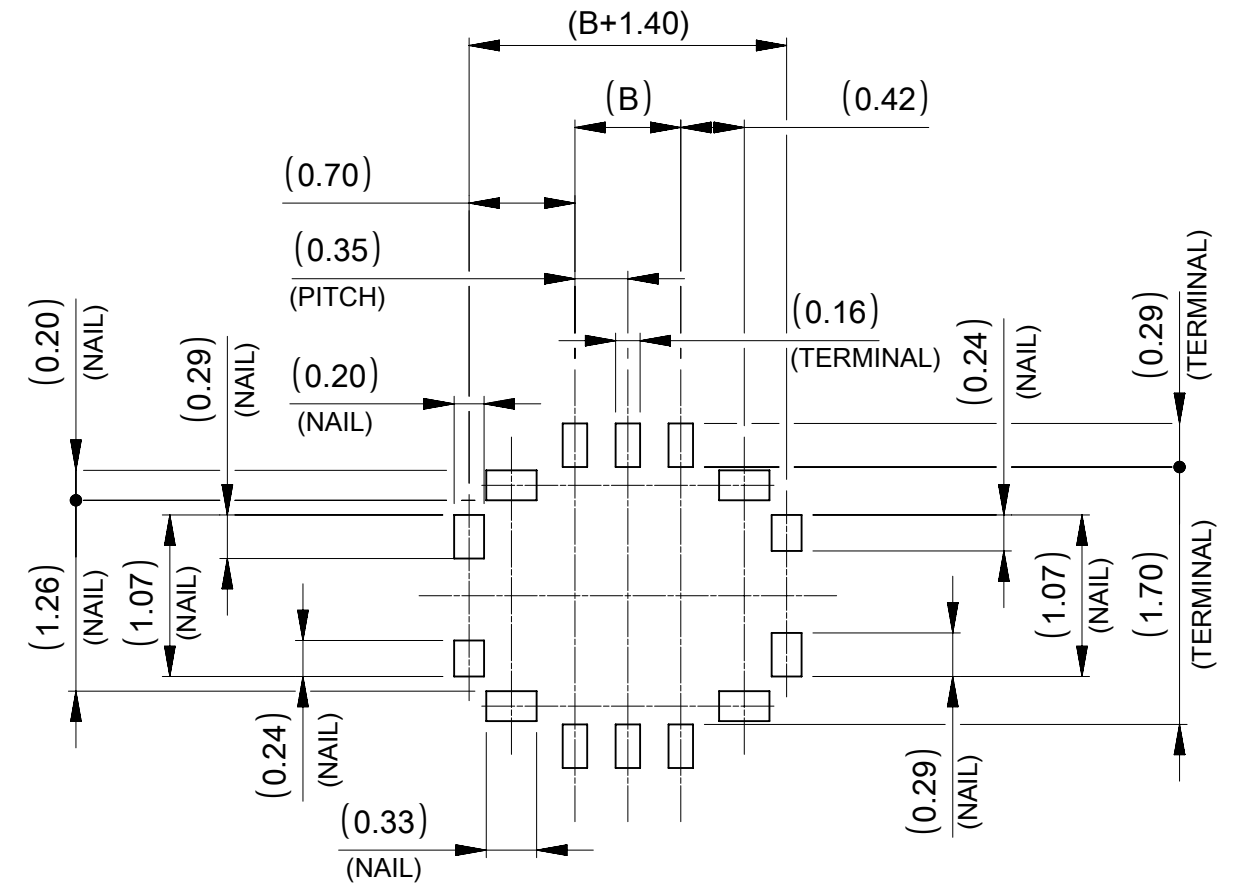 (B+1.40)
(B)
(0.42)
(0.70)
(0.35)
(PITCH)
(0.16)
(TERMINAL)
(0.20)
(NAIL)
(0.29)
(NAIL)
(0.20)
(NAIL)
(0.24)
(NAIL)
(0.29)
(TERMINAL)
(1.26)
(NAIL)
(1.07)
(NAIL)
(1.07)
(NAIL)
(1.70)
(TERMINAL)
(0.24)
(NAIL)
(0.29)
(NAIL)
(0.33)
(NAIL)